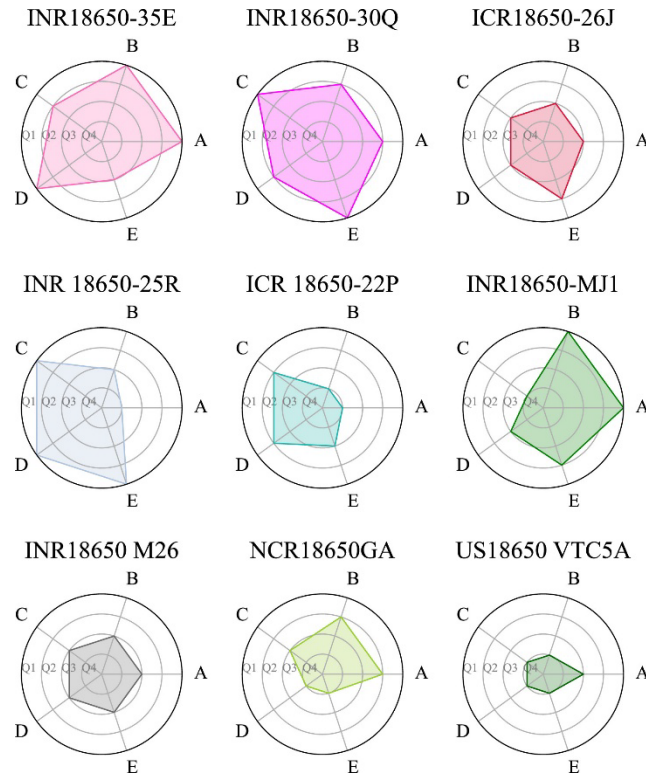 INR18650-35E
B
C
Q1 Q2 Q3 Q4
A
D
E
INR18650-30Q
B
C
Q1 Q2 Q3 Q4
A
D
E
ICR18650-26J
B
C
Q1 Q2 Q3 Q4
A
D
E
INR 18650-25R
B
C
Q1 Q2 Q3 Q4
A
D
E
ICR 18650-22P
B
C
Q1 Q2 Q3 Q4
A
D
E
INR18650-MJ1
B
C
Q1 Q2 Q3 Q4
A
D
E
INR18650 M26
B
C
Q1 Q2 Q3 Q4
A
D
E
NCR18650GA
B
C
Q1 Q2 Q3 Q4
A
D
E
US18650 VTC5A
B
C
Q1 Q2 Q3 Q4
A
D
E